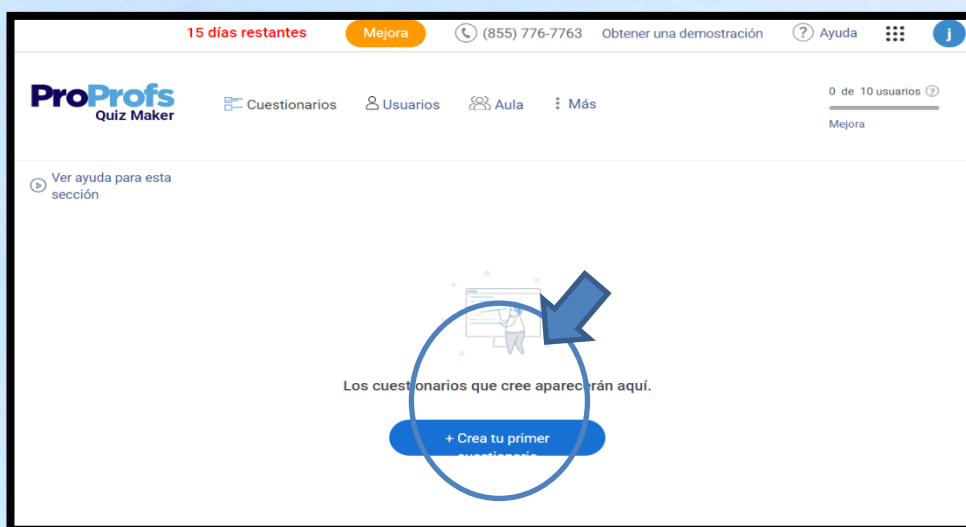 15 días restantes Mejora (855) 776-7763 Obtener una demostración ? Ayuda j
ProProfs
Quiz Maker
Cuestionarios Usuarios Aula Más
0 de 10 usuarios ?
Mejora
Ver ayuda para esta
sección
Los cuestionarios que cree aparecerán aquí.
+ Crea tu primer
cuestionario